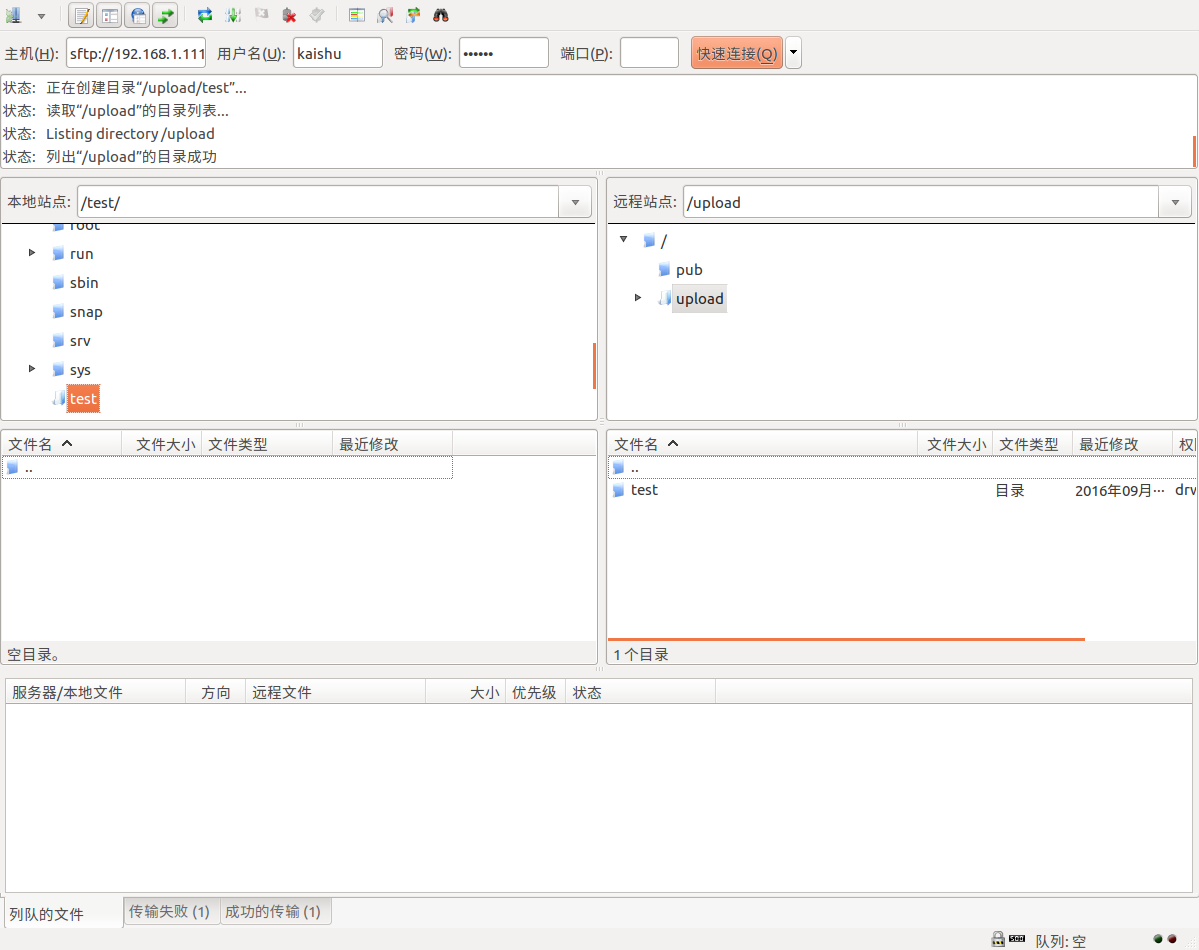 主机(H): sftp://192.168.1.111 用户名(U): kaishu 密码(W): •••••• 端口(P): 快速连接(Q)
状态: 正在创建目录“/upload/test”...
状态: 读取“/upload”的目录列表...
状态: Listing directory /upload
状态: 列出“/upload”的目录成功
本地站点: /test/
root
run
sbin
snap
srv
sys
test
远程站点: /upload
/
pub
upload
文件名 文件大小 文件类型 最近修改
..
空目录。
文件名 文件大小 文件类型 最近修改
..
test 目录 2016年09月… drw
1 个目录
服务器/本地文件 方向 远程文件 大小 优先级 状态
列队的文件 传输失败 (1) 成功的传输 (1)
队列: 空